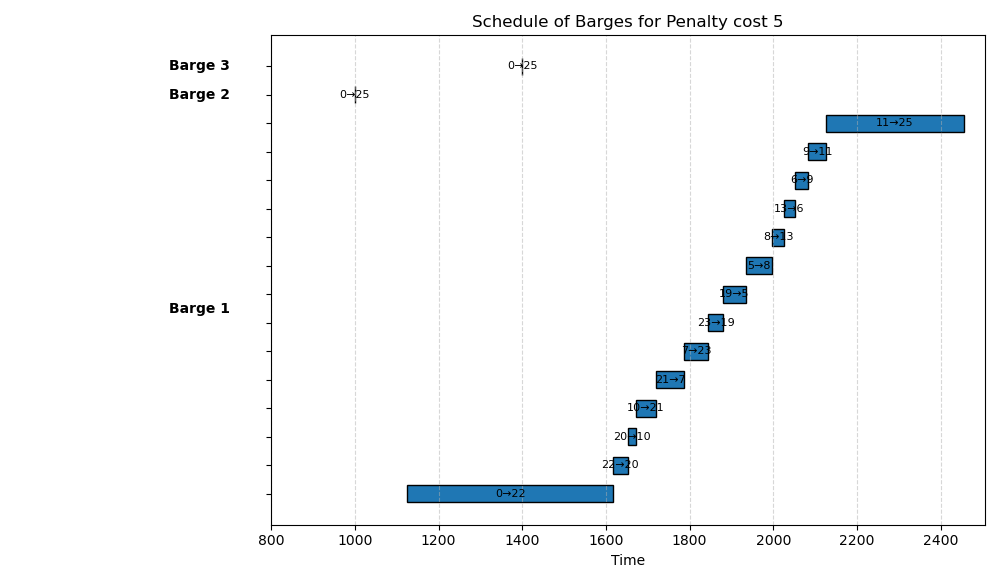 Schedule of Barges for Penalty cost 5
Barge 3
0→25
Barge 2
0→25
11→25
9→11
6→9
13→6
8→13
5→8
19→5
Barge 1
23→19
7→23
21→7
10→21
20→10
22→20
0→22
800 1000 1200 1400 1600 1800 2000 2200 2400
Time